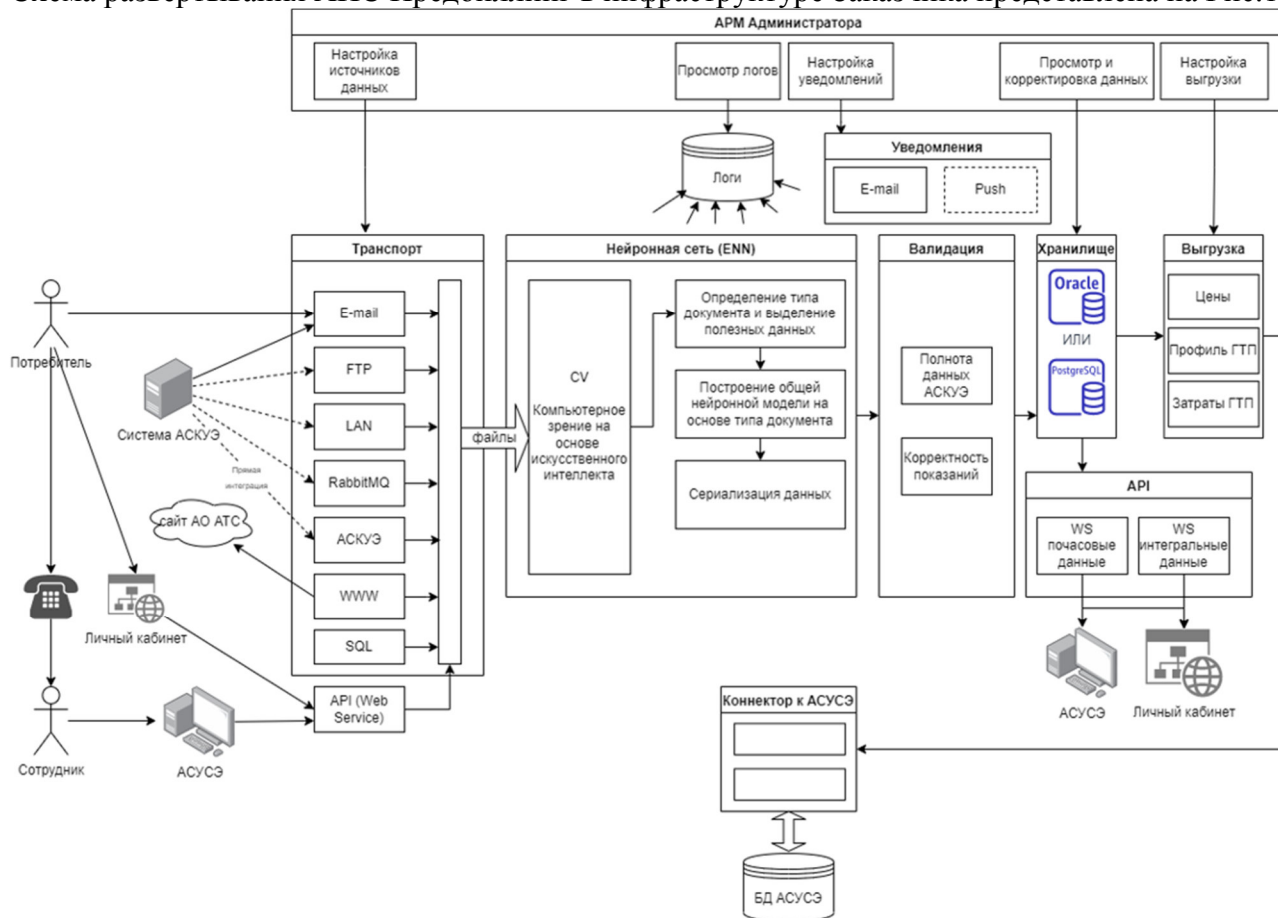 АРМ Администратора
Настройка
источников
данных
Просмотр логов
Настройка
уведомлений
Просмотр и
корректировка данных
Настройка
выгрузки
Логи
Уведомления
E-mail
Push
Транспорт
Нейронная сеть (ENN)
Валидация
Хранилище
Выгрузка
Потребитель
Система АСКУЭ
Прямая
интеграция
сайт АО АТС
Личный кабинет
Сотрудник
АСУСЭ
E-mail
FTP
LAN
RabbitMQ
АСКУЭ
WWW
SQL
API (Web
Service)
файлы
CV
Компьютерное
зрение на
основе
искусственного
интеллекта
Определение типа
документа и выделение
полезных данных
Построение общей
нейронной модели на
основе типа документа
Сериализация данных
Полнота
данных
АСКУЭ
Корректность
показаний
Oracle
ИЛИ
PostgreSQL
Цены
Профиль ГТП
Затраты ГТП
API
WS
почасовые
данные
WS
интегральные
данные
АСУСЭ
Личный кабинет
Коннектор к АСУСЭ
БД АСУСЭ